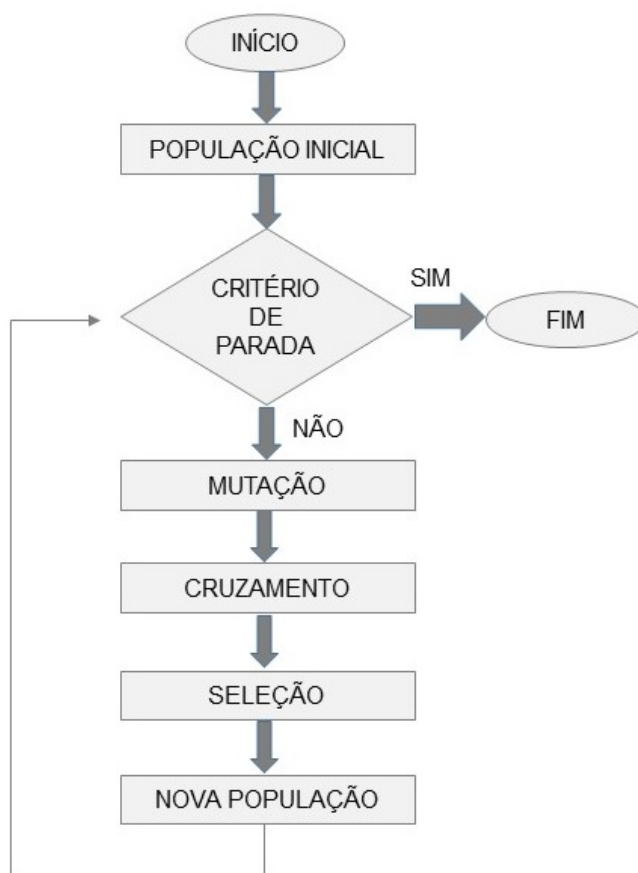 INÍCIO
POPULAÇÃO INICIAL
CRITÉRIO
DE
PARADA
SIM
FIM
NÃO
MUTAÇÃO
CRUZAMENTO
SELEÇÃO
NOVA POPULAÇÃO